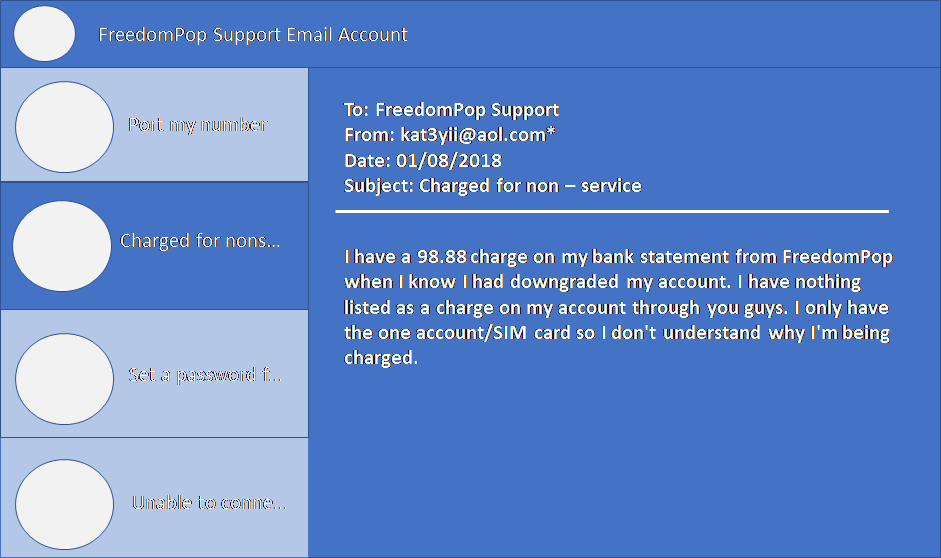 FreedomPop Support Email Account
Port my number
Charged for nons...
Set a password f...
Unable to conne...
To: FreedomPop Support
From: kat3yii@aol.com*
Date: 01/08/2018
Subject: Charged for non – service
I have a 98.88 charge on my bank statement from FreedomPop
when I know I had downgraded my account. I have nothing
listed as a charge on my account through you guys. I only have
the one account/SIM card so I don't understand why I'm being
charged.